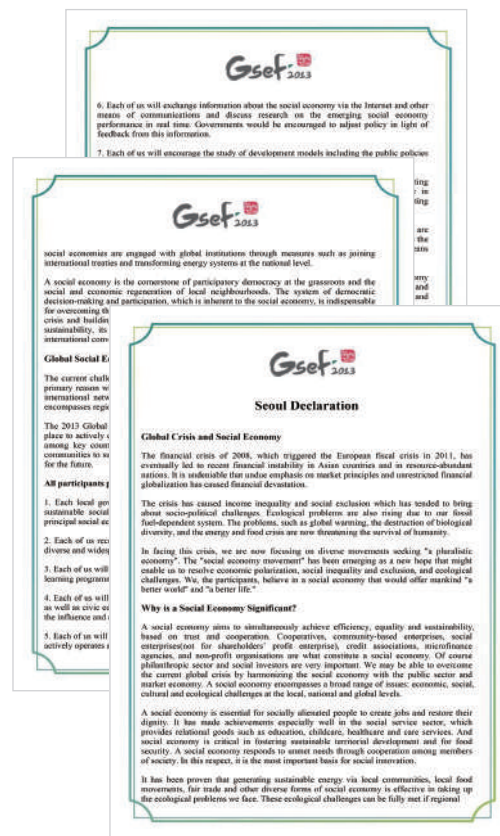 Gsef: 2013
6. Each of us will exchange information about the social economy via the Internet and other
means of communications and discuss research on the emerging social economy
performance in real time. Governments would be encouraged to adjust policy in light of
feedback from this information.
7. Each of us will encourage the study of development models including the public policies
ting
in
ting
are
the
and
and
Gsef: 2013
social economies are engaged with global institutions through measures such as joining
international treaties and transforming energy systems at the national level.
A social economy is the cornerstone of participatory democracy at the grassroots and the
social and economic regeneration of local neighbourhoods. The system of democratic
decision-making and participation, which is inherent to the social economy, is indispensable
for overcoming th
crisis and buildin
sustainability, its
international conv
Global Social E
The current chall
primary reason w
international netw
encompasses regi
The 2013 Global
place to actively
among key coun
communities to su
for the future.
All participants p
1. Each local gov
sustainable social
principal social ec
2. Each of us rec
diverse and wides
3. Each of us will
learning programs
4. Each of us will
as well as civic e
the influence and
5. Each of us will
actively operates
Gsef: 2013
Seoul Declaration
Global Crisis and Social Economy
The financial crisis of 2008, which triggered the European fiscal crisis in 2011, has
eventually led to recent financial instability in Asian countries and in resource-abundant
nations. It is undeniable that undue emphasis on market principles and unrestricted financial
globalization has caused financial devastation.
The crisis has caused income inequality and social exclusion which has tended to bring
about socio-political challenges. Ecological problems are also rising due to our fossil
fuel-dependent system. The problems, such as global warming, the destruction of biological
diversity, and the energy and food crisis are now threatening the survival of humanity.
In facing this crisis, we are now focusing on diverse movements seeking "a pluralistic
economy". The "social economy movement" has been emerging as a new hope that might
enable us to resolve economic polarization, social inequality and exclusion, and ecological
challenges. We, the participants, believe in a social economy that would offer mankind "a
better world" and "a better life."
Why is a Social Economy Significant?
A social economy aims to simultaneously achieve efficiency, equality and sustainability,
based on trust and cooperation. Cooperatives, community-based enterprises, social
enterprises(not for shareholders' profit enterprise), credit associations, microfinance
agencies, and non-profit organisations are what constitute a social economy. Of course
philanthropic sector and social investors are very important. We may be able to overcome
the current global crisis by harmonizing the social economy with the public sector and
market economy. A social economy encompasses a broad range of issues: economic, social,
cultural and ecological challenges at the local, national and global levels.
A social economy is essential for socially alienated people to create jobs and restore their
dignity. It has made achievements especially well in the social service sector, which
provides relational goods such as education, childcare, healthcare and care services. And
social economy is critical in fostering sustainable territorial development and for food
security. A social economy responds to unmet needs through cooperation among members
of society. In this respect, it is the most important basis for social innovation.
It has been proven that generating sustainable energy via local communities, local food
movements, fair trade and other diverse forms of social economy is effective in taking up
the ecological problems we face. These ecological challenges can be fully met if regional